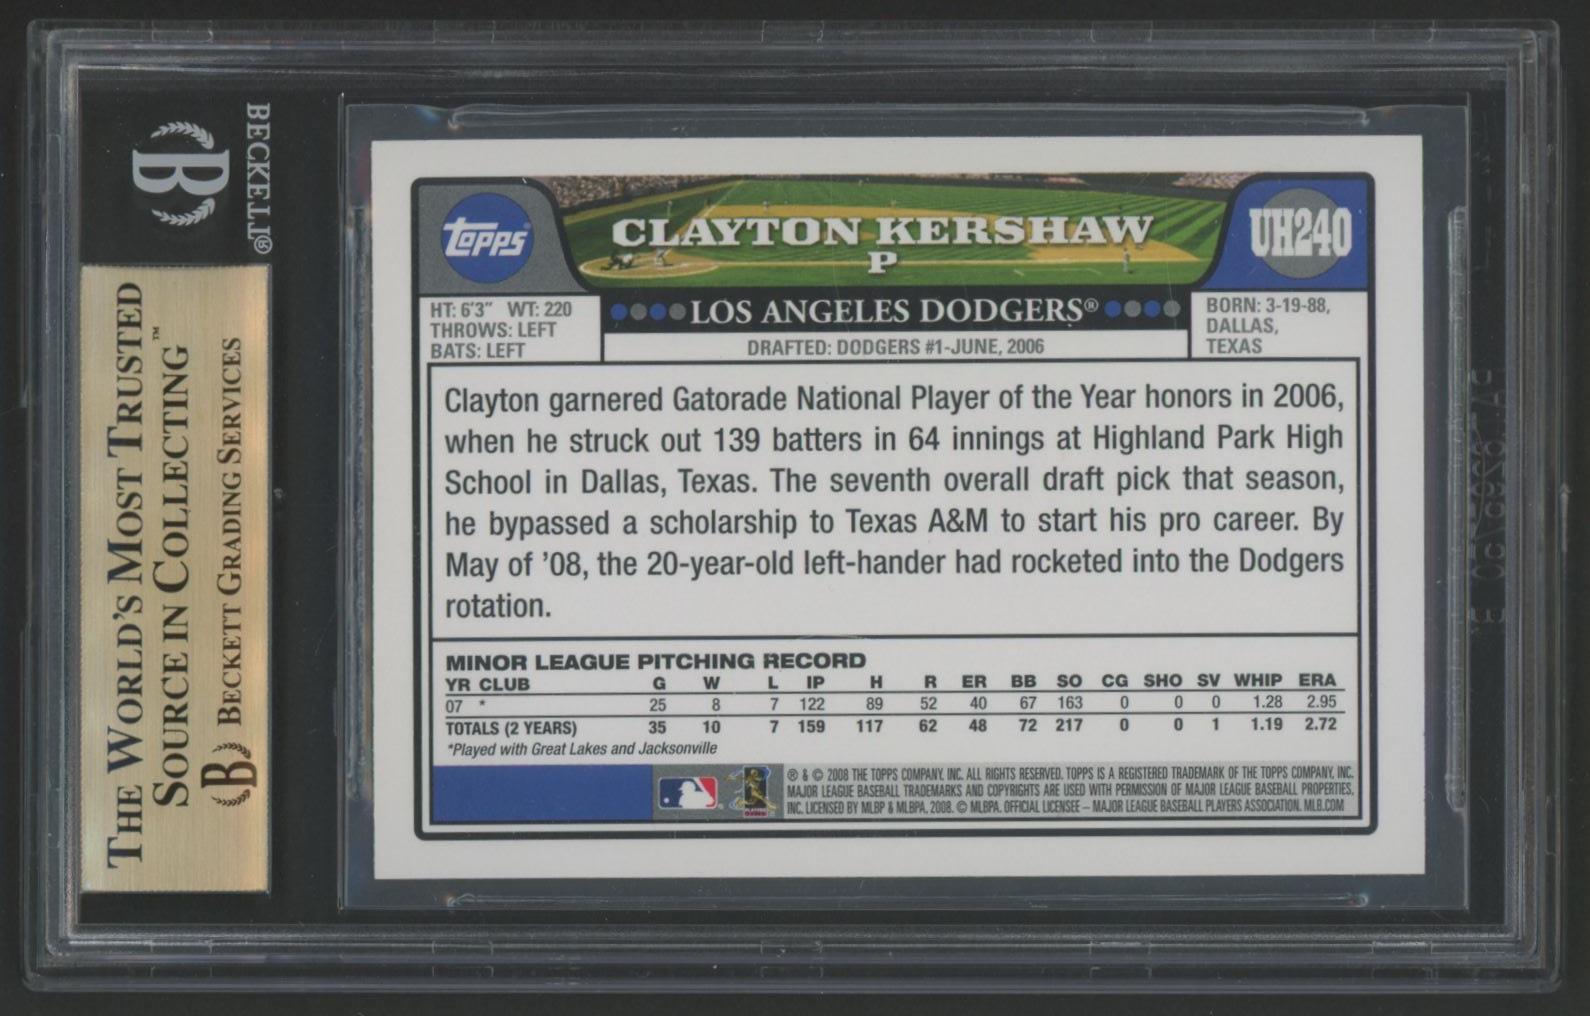 BECKETT®
B
THE WORLD'S MOST TRUSTED
SOURCE IN COLLECTING™
B BECKETT GRADING SERVICES
topps
CLAYTON KERSHAW
P
UH240
HT: 6'3" WT: 220
THROWS: LEFT
BATS: LEFT
LOS ANGELES DODGERS®
DRAFTED: DODGERS #1-JUNE, 2006
BORN: 3-19-88,
DALLAS,
TEXAS
Clayton garnered Gatorade National Player of the Year honors in 2006,
when he struck out 139 batters in 64 innings at Highland Park High
School in Dallas, Texas. The seventh overall draft pick that season,
he bypassed a scholarship to Texas A&M to start his pro career. By
May of '08, the 20-year-old left-hander had rocketed into the Dodgers
rotation.
MINOR LEAGUE PITCHING RECORD
YR CLUB G W L IP H R ER BB SO CG SHO SV WHIP ERA
07 * 25 8 7 122 89 52 40 67 163 0 0 0 1.28 2.95
TOTALS (2 YEARS) 35 10 7 159 117 62 48 72 217 0 0 1 1.19 2.72
*Played with Great Lakes and Jacksonville
® & © 2008 THE TOPPS COMPANY, INC. ALL RIGHTS RESERVED. TOPPS IS A REGISTERED TRADEMARK OF THE TOPPS COMPANY, INC.
MAJOR LEAGUE BASEBALL TRADEMARKS AND COPYRIGHTS ARE USED WITH PERMISSION OF MAJOR LEAGUE BASEBALL PROPERTIES,
INC. LICENSED BY MLBP & MLBPA, 2008. © MLBPA. OFFICIAL LICENSEE – MAJOR LEAGUE BASEBALL PLAYERS ASSOCIATION. MLB.COM